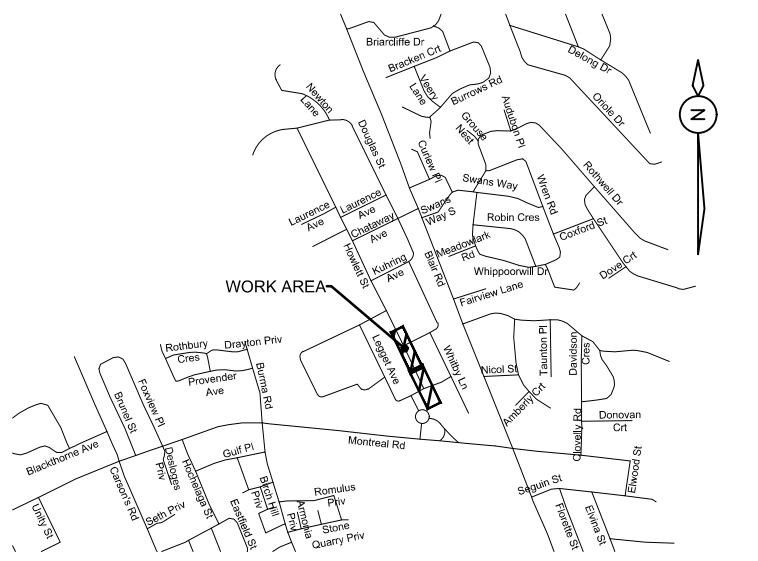 Briarcliffe Dr
Bracken Crt
Delong Dr
Veery
Lane
Burrows Rd
Newton
Lane
Oriole Dr
Audubon Pl
Grouse
Nest
N
Douglas St
Curlew Pl
Rothwell Dr
Swans Way
Wren Rd
Laurence
Ave
Laurence
Ave
Swans
Way S
Robin Cres
Chataway
Ave
Coxford St
Meadowlark
Rd
Howlett St
Kuhring
Ave
Blair Rd
Whippoorwill Dr
Dove Crt
WORK AREA
Fairview Lane
Rothbury
Cres
Drayton Priv
Legget Ave
Whitby Ln
Taunton Pl
Davidson
Cres
Provender
Ave
Burma Rd
Nicol St
Amberly Crt
Brunel St
Foxview Pl
Donovan
Crt
Clovelly Rd
Montreal Rd
Blackthorne Ave
Gulf Pl
Carson's Rd
Desloges
Priv
Hochelaga St
Elwood St
Seguin St
Birch Hill
Priv
Romulus
Priv
Unity St
Seth Priv
Eastfield St
Armonia
Priv
Stone
Quarry Priv
Florette St
Elvina St